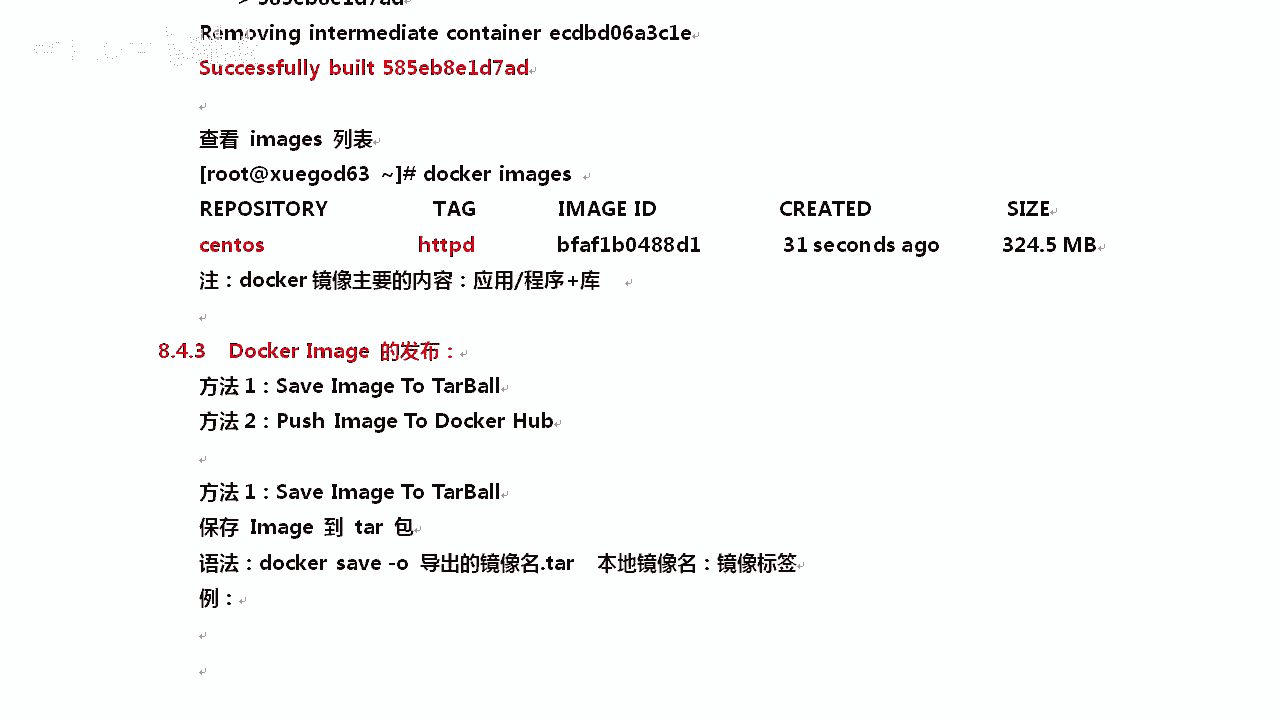 Removing intermediate container ecdbd06a3c1e
Successfully built 585eb8e1d7ad
查看 images 列表
[root@xuegod63 ~]# docker images
REPOSITORY TAG IMAGE ID CREATED SIZE
centos httpd bfaf1b0488d1 31 seconds ago 324.5 MB
注：docker 镜像主要的内容：应用/程序+库
8.4.3 Docker Image 的发布：
方法 1：Save Image To TarBall
方法 2：Push Image To Docker Hub
方法 1：Save Image To TarBall
保存 Image 到 tar 包
语法：docker save -o 导出的镜像名.tar 本地镜像名：镜像标签
例：